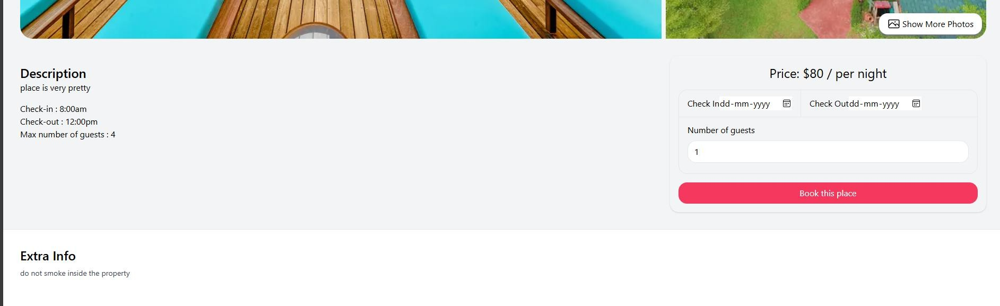 Show More Photos
Description
place is very pretty
Check-in : 8:00am
Check-out : 12:00pm
Max number of guests : 4
Price: $80 / per night
Check Indd-mm-yyyy
Check Outdd-mm-yyyy
Number of guests
1
Book this place
Extra Info
do not smoke inside the property